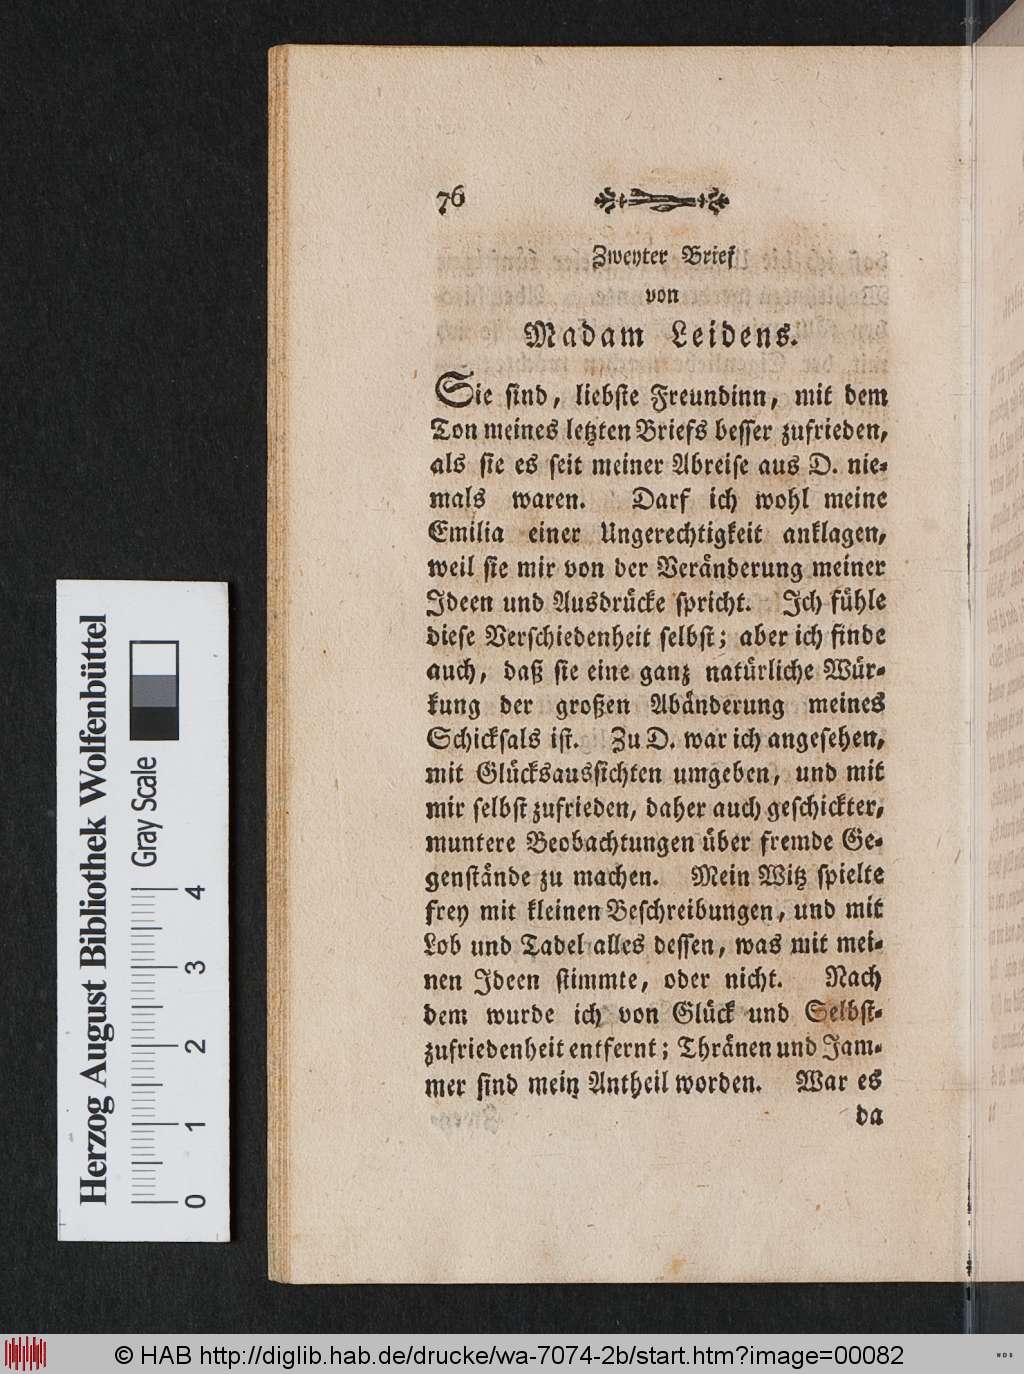 76
Zweyter Brief
von
Madam Leidens.
Sie sind, liebste Freundinn, mit dem
Ton meines letzten Briefs besser zufrieden,
als sie es seit meiner Abreise aus D. nie-
mals waren. Darf ich wohl meine
Emilia einer Ungerechtigkeit anklagen,
weil sie mir von der Veränderung meiner
Ideen und Ausdrücke spricht. Ich fühle
diese Verschiedenheit selbst; aber ich finde
auch, daß sie eine ganz natürliche Wür-
kung der großen Abänderung meines
Schicksals ist. Zu D. war ich angesehen,
mit Glücksaussichten umgeben, und mit
mir selbst zufrieden, daher auch geschickter,
muntere Beobachtungen über fremde Ge-
genstände zu machen. Mein Witz spielte
frey mit kleinen Beschreibungen, und mit
Lob und Tadel alles dessen, was mit mei-
nen Ideen stimmte, oder nicht. Nach
dem wurde ich von Glück und Selbst-
zufriedenheit entfernt; Thränen und Jam-
mer sind mein Antheil worden. War es
da
Herzog August Bibliothek Wolfenbüttel
Gray Scale
0 1 2 3 4
© HAB http://diglib.hab.de/drucke/wa-7074-2b/start.htm?image=00082
WDB